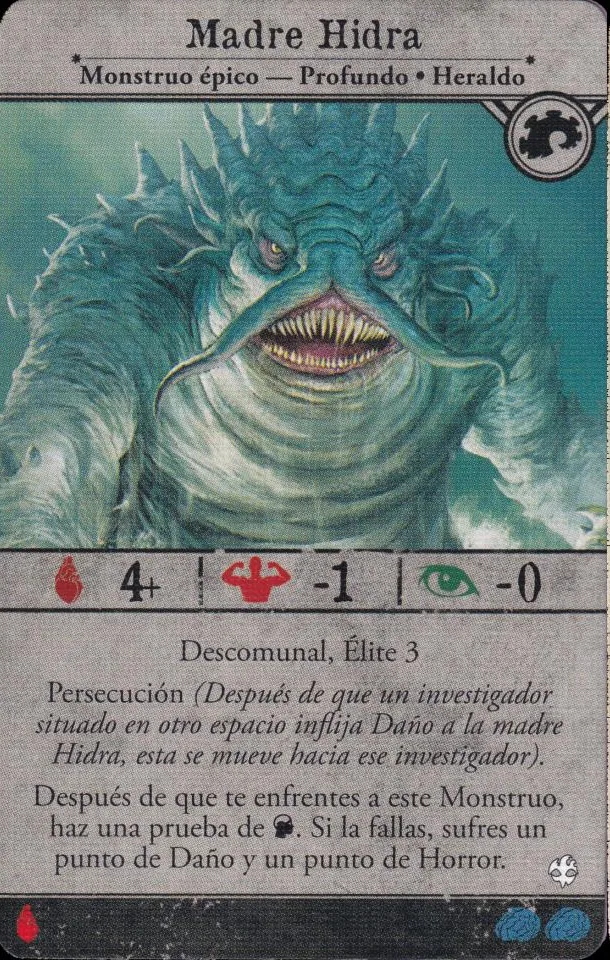 Madre Hidra
Monstruo épico — Profundo • Heraldo
4+ -1 -0
Descomunal, Élite 3
Persecución (Después de que un investigador
situado en otro espacio inflija Daño a la madre
Hidra, esta se mueve hacia ese investigador).
Después de que te enfrentes a este Monstruo,
haz una prueba de . Si la fallas, sufres un
punto de Daño y un punto de Horror.